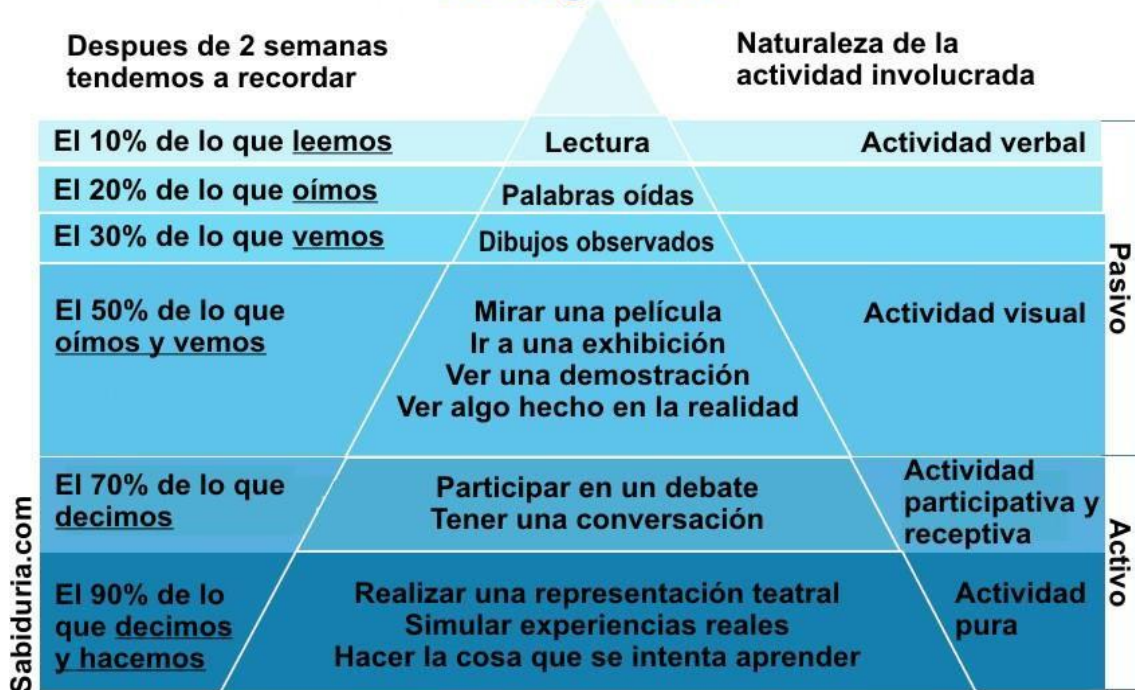 Despues de 2 semanas
tendemos a recordar
Naturaleza de la
actividad involucrada
El 10% de lo que leemos
Lectura
Actividad verbal
El 20% de lo que oímos
Palabras oídas
El 30% de lo que vemos
Dibujos observados
El 50% de lo que
oímos y vemos
Mirar una película
Ir a una exhibición
Ver una demostración
Ver algo hecho en la realidad
Actividad visual
Pasivo
El 70% de lo que
decimos
Participar en un debate
Tener una conversación
Actividad
participativa y
receptiva
El 90% de lo
que decimos
y hacemos
Realizar una representación teatral
Simular experiencias reales
Hacer la cosa que se intenta aprender
Actividad
pura
Activo
Sabiduria.com